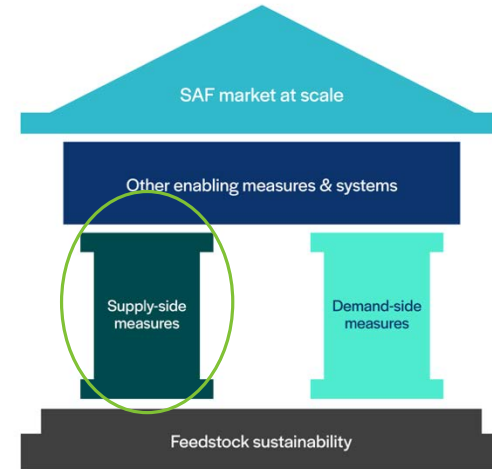 SAF market at scale
Other enabling measures & systems
Supply-side
measures
Demand-side
measures
Feedstock sustainability